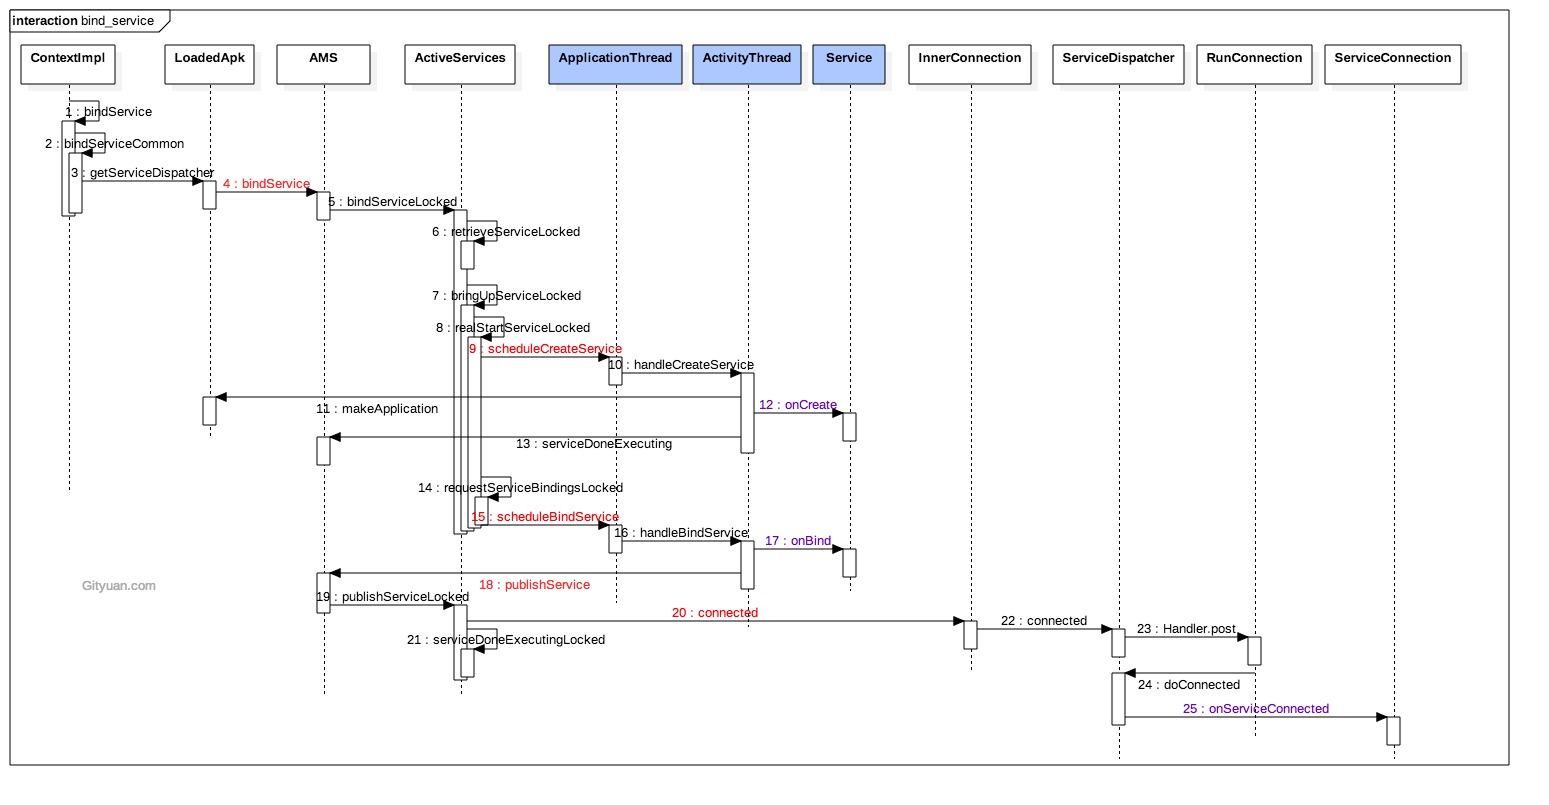 interaction bind_service
ContextImpl
LoadedApk
AMS
ActiveServices
ApplicationThread
ActivityThread
Service
InnerConnection
ServiceDispatcher
RunConnection
ServiceConnection
1 : bindService
2 : bindServiceCommon
3 : getServiceDispatcher
4 : bindService
5 : bindServiceLocked
6 : retrieveServiceLocked
7 : bringUpServiceLocked
8 : realStartServiceLocked
9 : scheduleCreateService
10 : handleCreateService
11 : makeApplication
12 : onCreate
13 : serviceDoneExecuting
14 : requestServiceBindingsLocked
15 : scheduleBindService
16 : handleBindService
17 : onBind
Gityuan.com
18 : publishService
19 : publishServiceLocked
20 : connected
21 : serviceDoneExecutingLocked
22 : connected
23 : Handler.post
24 : doConnected
25 : onServiceConnected